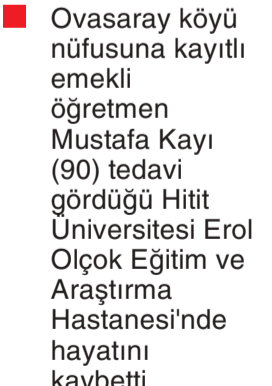 Ovasaray köyü
nüfusuna kayıtlı
emekli
öğretmen
Mustafa Kayı
(90) tedavi
gördüğü Hitit
Üniversitesi Erol
Olçok Eğitim ve
Araştırma
Hastanesi'nde
hayatını
kaybetti